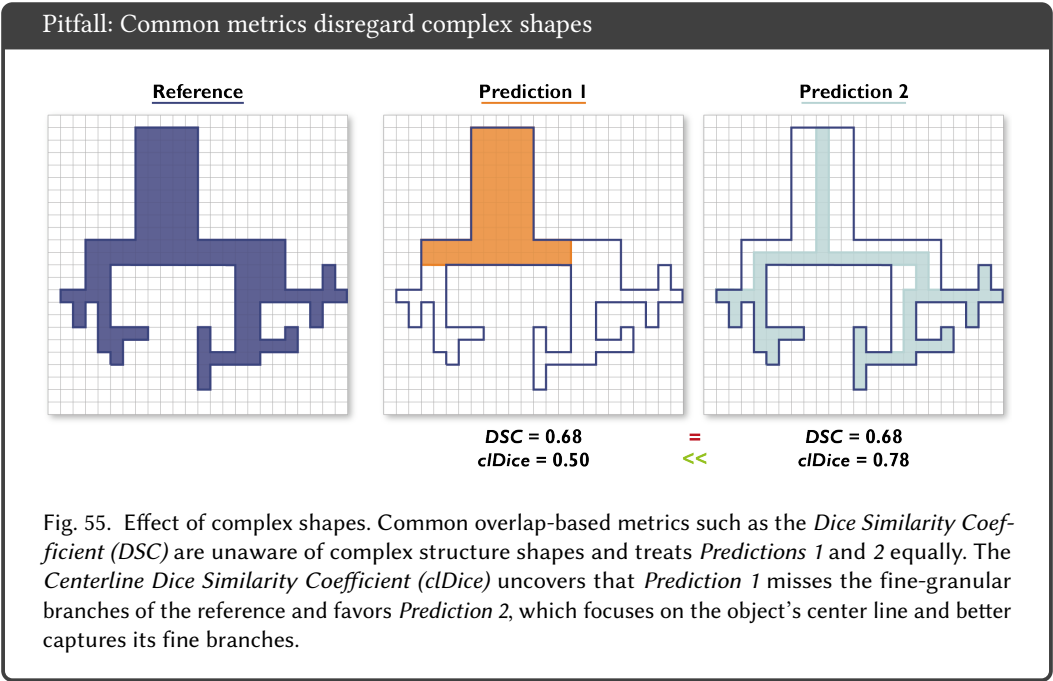 Pitfall: Common metrics disregard complex shapes
Reference
Prediction 1
Prediction 2
DSC = 0.68 = DSC = 0.68
clDice = 0.50 << clDice = 0.78
Fig. 55. Effect of complex shapes. Common overlap-based metrics such as the Dice Similarity Coef-
ficient (DSC) are unaware of complex structure shapes and treats Predictions 1 and 2 equally. The
Centerline Dice Similarity Coefficient (clDice) uncovers that Prediction 1 misses the fine-granular
branches of the reference and favors Prediction 2, which focuses on the object's center line and better
captures its fine branches.